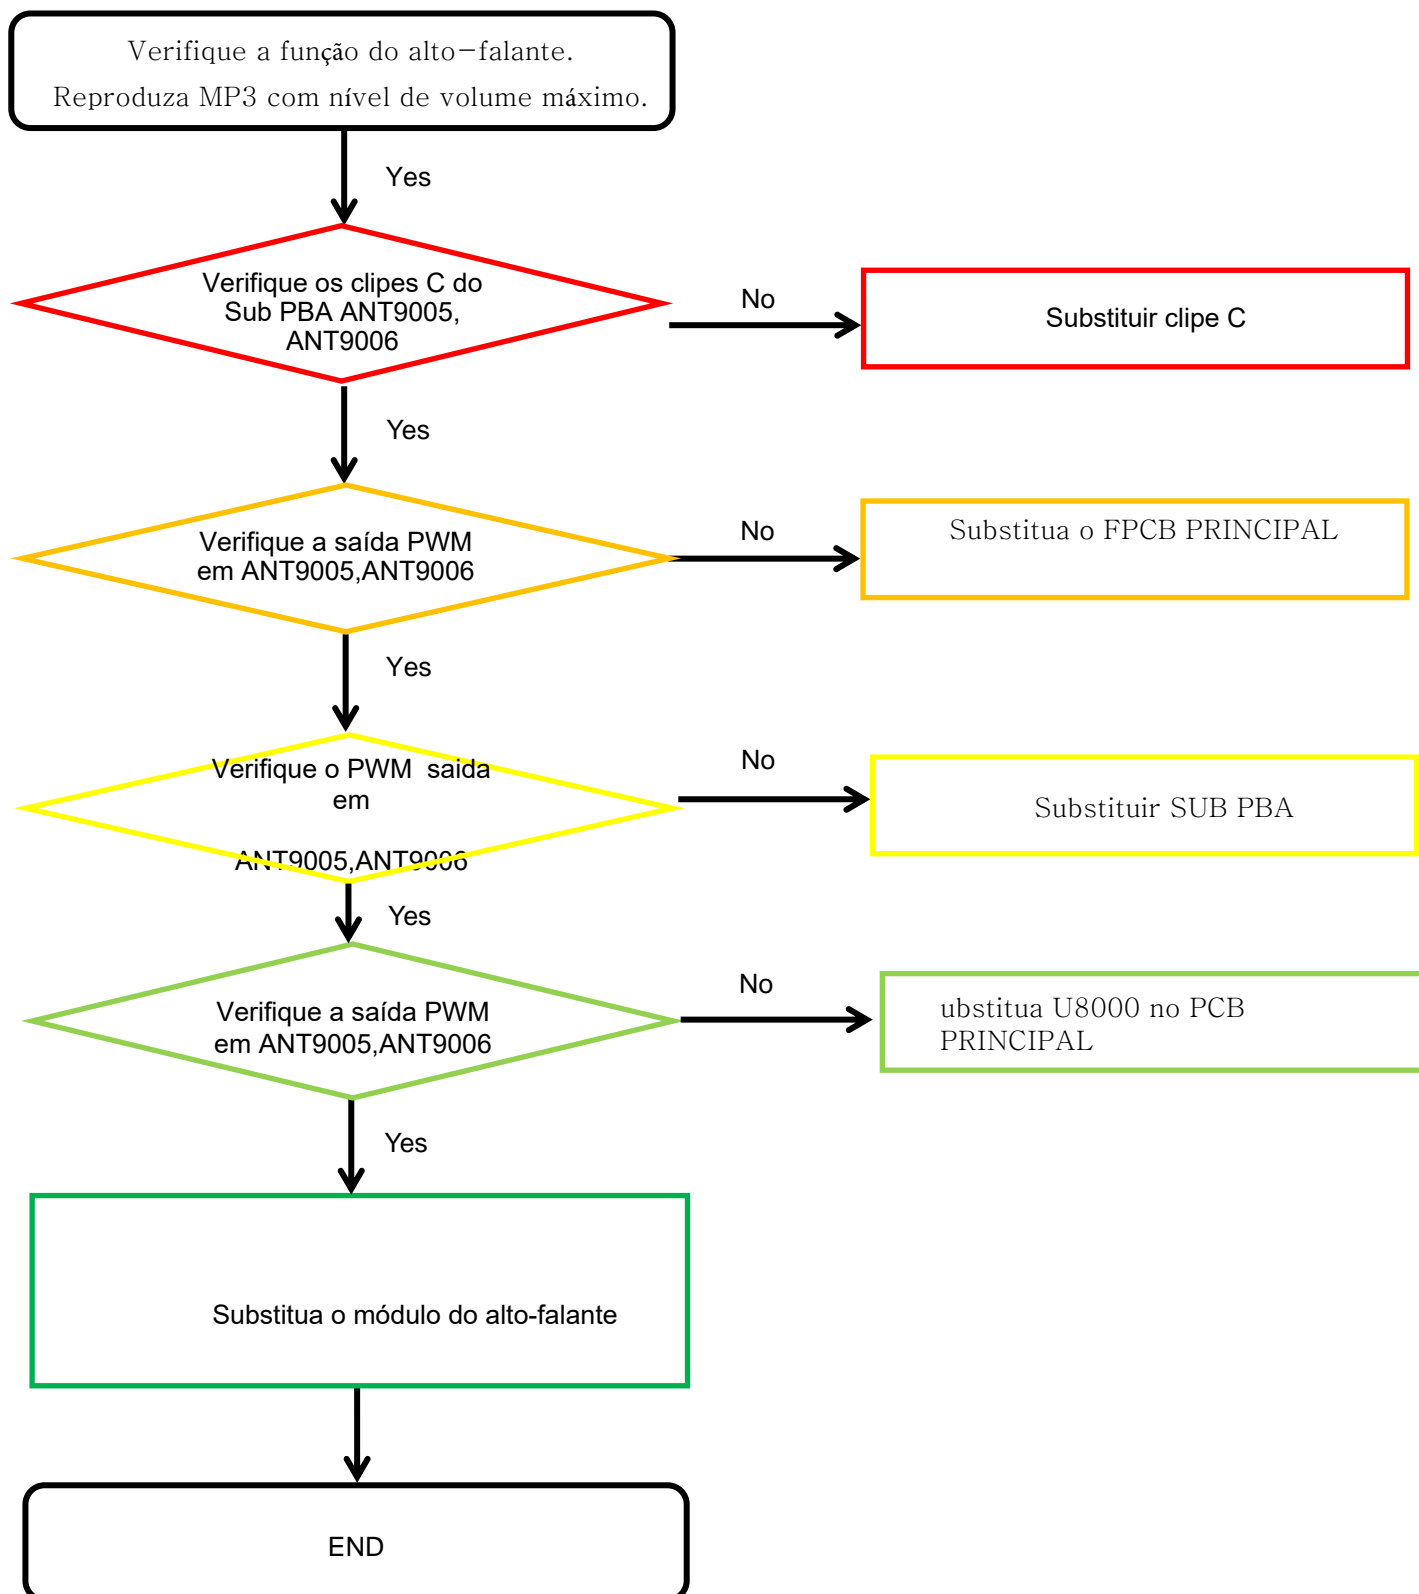 Verifique a função do alto-falante.
Reproduza MP3 com nível de volume máximo.
Yes
Verifique os clipes C do
Sub PBA ANT9005,
ANT9006
No
Substituir clipe C
Yes
Verifique a saída PWM
em ANT9005,ANT9006
No
Substitua o FPCB PRINCIPAL
Yes
Verifique o PWM  saida
em
ANT9005,ANT9006
No
Substituir SUB PBA
Yes
Verifique a saída PWM
em ANT9005,ANT9006
No
ubstitua U8000 no PCB
PRINCIPAL
Yes
Substitua o módulo do alto-falante
END